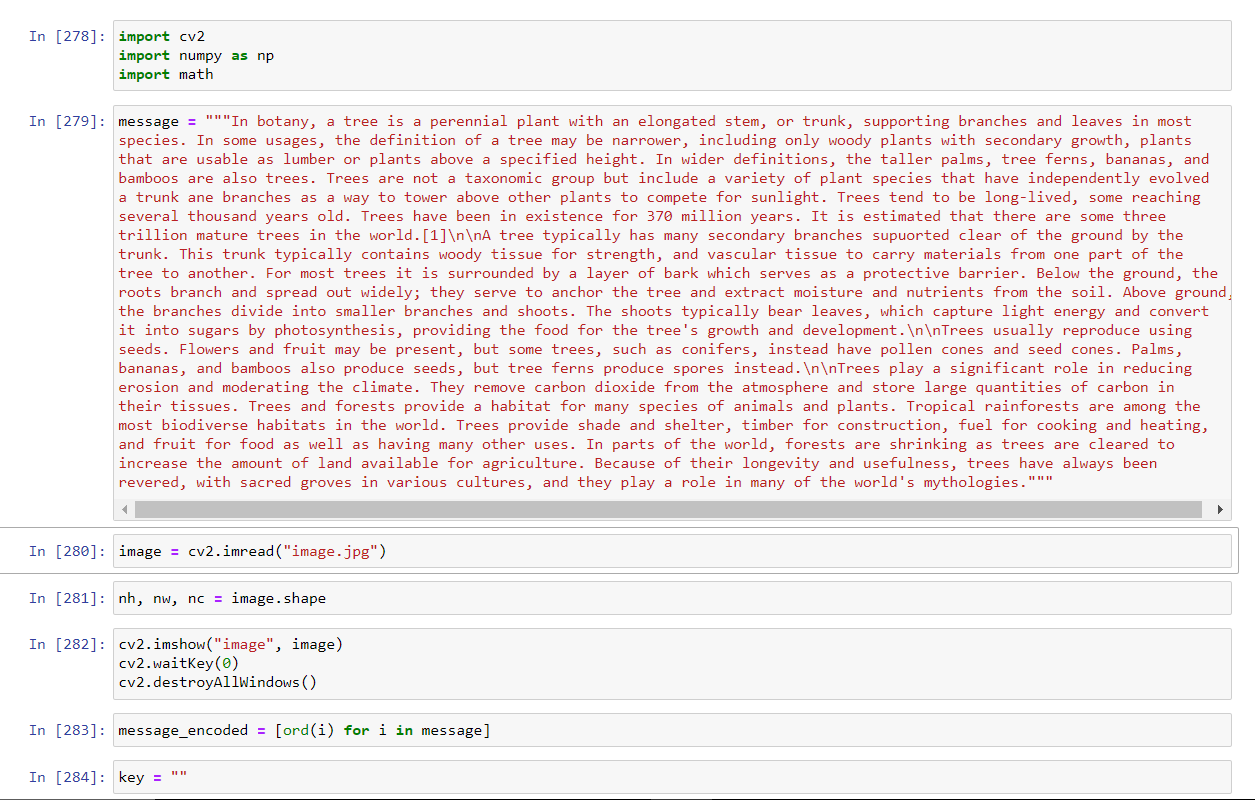 In [278]: import cv2
import numpy as np
import math
In [279]: message = """In botany, a tree is a perennial plant with an elongated stem, or trunk, supporting branches and leaves in most
species. In some usages, the definition of a tree may be narrower, including only woody plants with secondary growth, plants
that are usable as lumber or plants above a specified height. In wider definitions, the taller palms, tree ferns, bananas, and
bamboos are also trees. Trees are not a taxonomic group but include a variety of plant species that have independently evolved
a trunk ane branches as a way to tower above other plants to compete for sunlight. Trees tend to be long-lived, some reaching
several thousand years old. Trees have been in existence for 370 million years. It is estimated that there are some three
trillion mature trees in the world.[1]\n\nA tree typically has many secondary branches supuorted clear of the ground by the
trunk. This trunk typically contains woody tissue for strength, and vascular tissue to carry materials from one part of the
tree to another. For most trees it is surrounded by a layer of bark which serves as a protective barrier. Below the ground, the
roots branch and spread out widely; they serve to anchor the tree and extract moisture and nutrients from the soil. Above ground,
the branches divide into smaller branches and shoots. The shoots typically bear leaves, which capture light energy and convert
it into sugars by photosynthesis, providing the food for the tree's growth and development.\n\nTrees usually reproduce using
seeds. Flowers and fruit may be present, but some trees, such as conifers, instead have pollen cones and seed cones. Palms,
bananas, and bamboos also produce seeds, but tree ferns produce spores instead.\n\nTrees play a significant role in reducing
erosion and moderating the climate. They remove carbon dioxide from the atmosphere and store large quantities of carbon in
their tissues. Trees and forests provide a habitat for many species of animals and plants. Tropical rainforests are among the
most biodiverse habitats in the world. Trees provide shade and shelter, timber for construction, fuel for cooking and heating,
and fruit for food as well as having many other uses. In parts of the world, forests are shrinking as trees are cleared to
increase the amount of land available for agriculture. Because of their longevity and usefulness, trees have always been
revered, with sacred groves in various cultures, and they play a role in many of the world's mythologies."""
In [280]: image = cv2.imread("image.jpg")
In [281]: nh, nw, nc = image.shape
In [282]: cv2.imshow("image", image)
cv2.waitKey(0)
cv2.destroyAllWindows()
In [283]: message_encoded = [ord(i) for i in message]
In [284]: key = ""